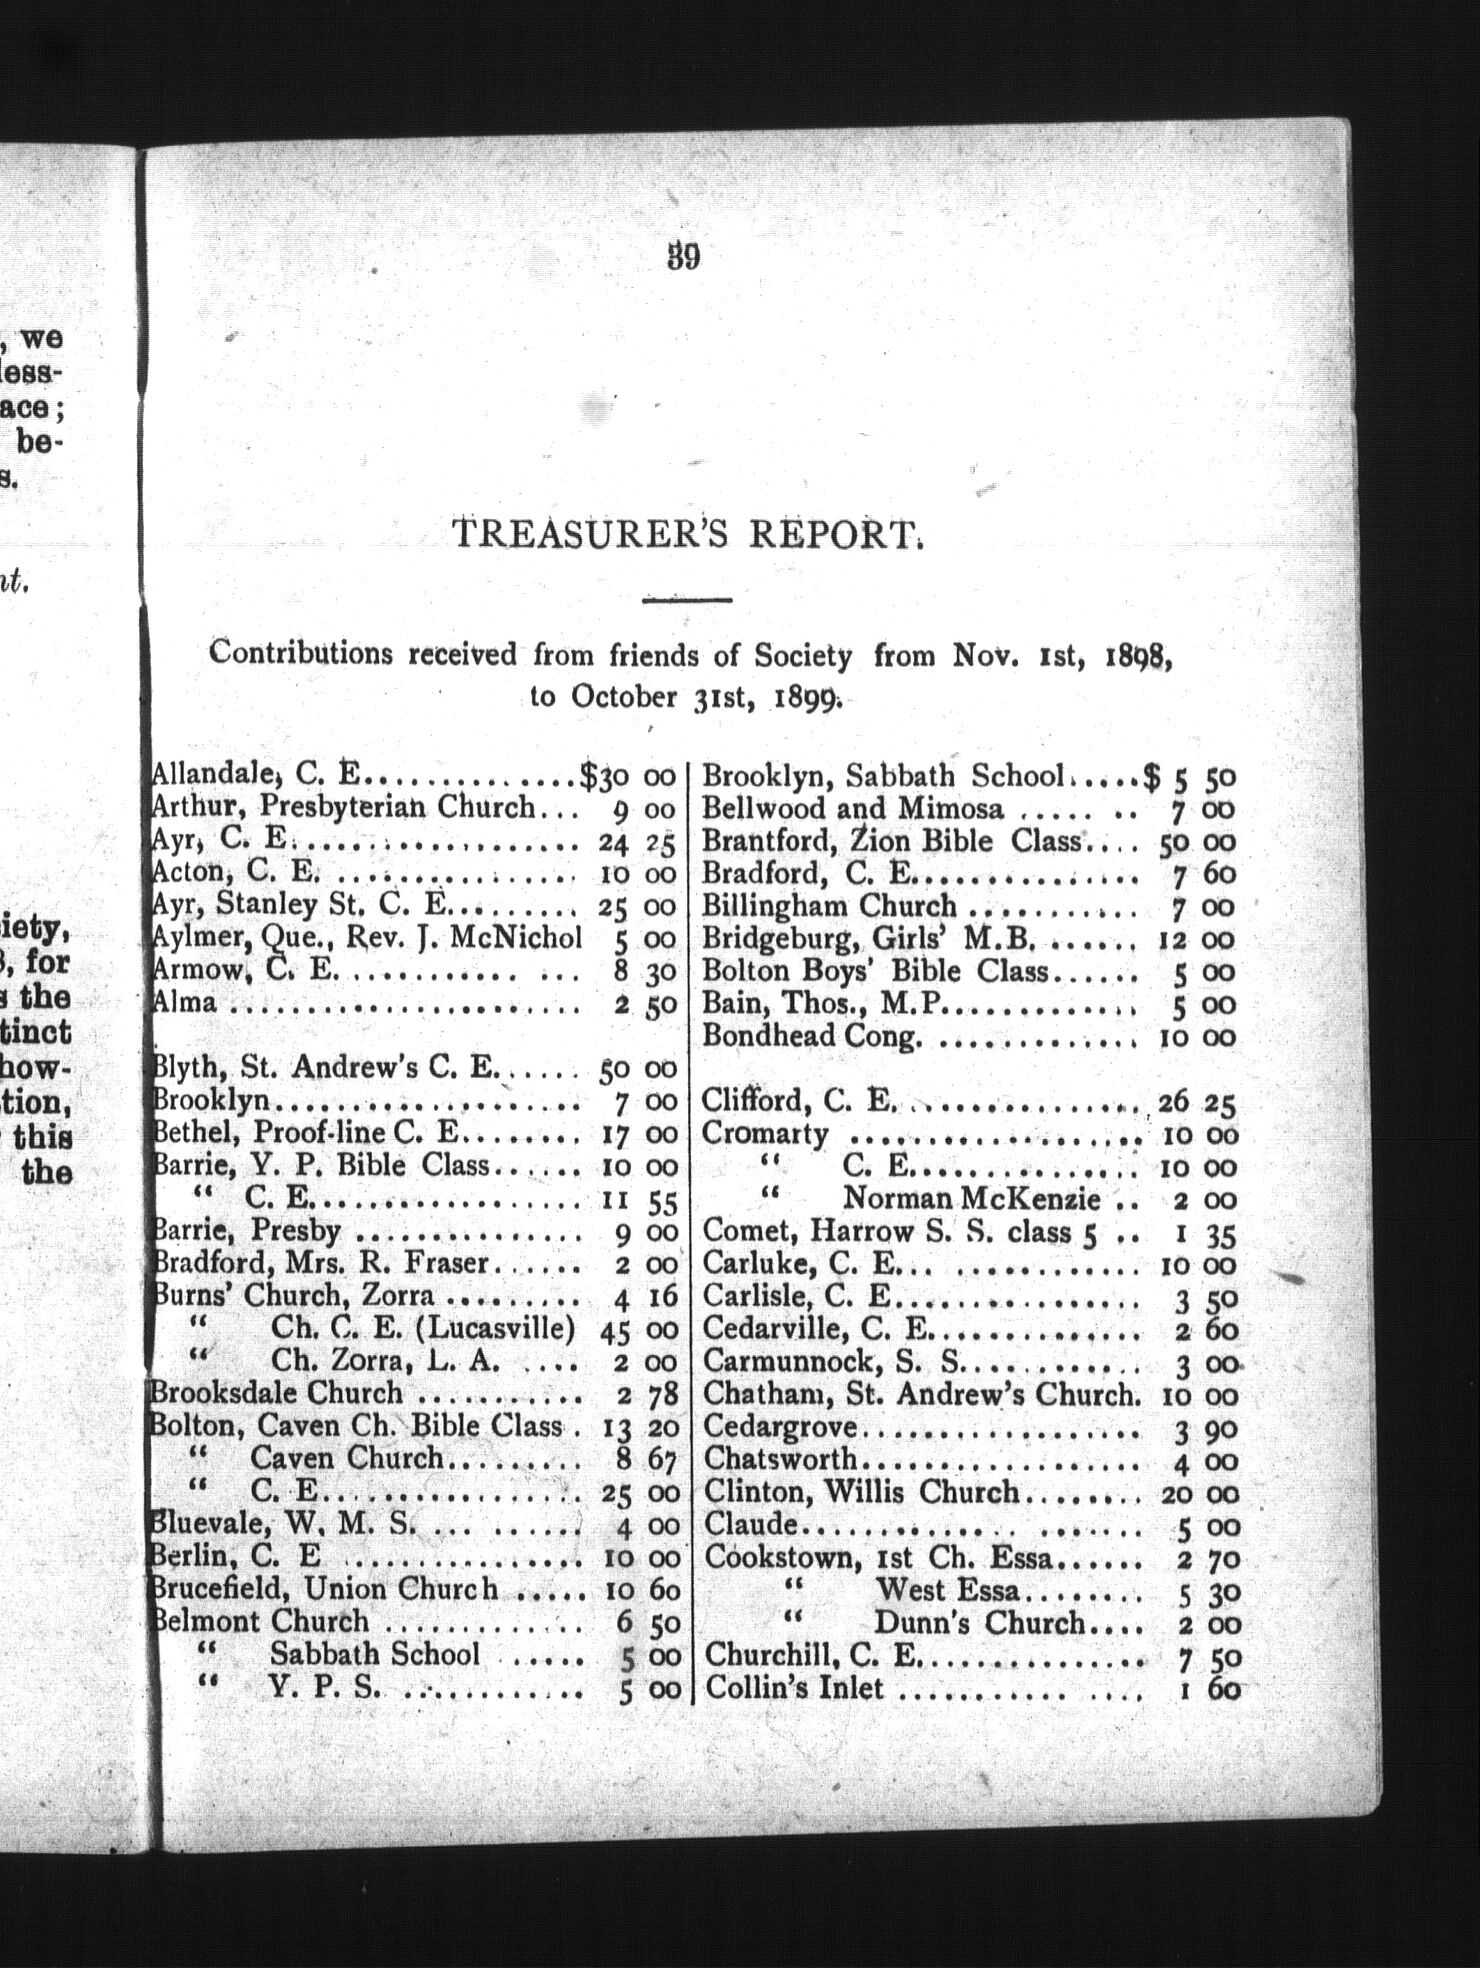 , we
less-
ace ;
be-
s.
nt.
iety,
for
the
tinct
how-
tion,
this
the
39
TREASURER'S REPORT.
Contributions received from friends of Society from Nov. 1st, 1898,
to October 31st, 1899.
Allandale, C. E..............$30 00
Arthur, Presbyterian Church... 9 00
Ayr, C. E................... 24 25
Acton, C. E. ................ 10 00
Ayr, Stanley St. C. E......... 25 00
Aylmer, Que., Rev. J. McNichol 5 00
Armow, C. E. ............ ... 8 30
Alma ........................ 2 50
Blyth, St. Andrew's C. E...... 50 00
Brooklyn.................... 7 00
Bethel, Proof-line C. E........ 17 00
Barrie, Y. P. Bible Class...... 10 00
" C. E.................. 11 55
Barrie, Presby ............... 9 00
Bradford, Mrs. R. Fraser...... 2 00
Burns' Church, Zorra ......... 4 16
" Ch. C. E. (Lucasville) 45 00
" Ch. Zorra, L. A. .... 2 00
Brooksdale Church ........... 2 78
Bolton, Caven Ch. Bible Class . 13 20
" Caven Church......... 8 67
" C. E................. 25 00
Bluevale, W. M. S. ... ...... 4 00
Berlin, C. E ................ 10 00
Brucefield, Union Church ..... 10 60
Belmont Church ............. 6 50
" Sabbath School ..... 5 00
" Y. P. S. ............ 5 00
Brooklyn, Sabbath School.....$ 5 50
Bellwood and Mimosa ..... .. 7 00
Brantford, Zion Bible Class.... 50 00
Bradford, C. E............... 7 60
Billingham Church ........... 7 00
Bridgeburg, Girls' M.B. ...... 12 00
Bolton Boys' Bible Class...... 5 00
Bain, Thos., M.P............. 5 00
Bondhead Cong. ............. 10 00
Clifford, C. E. ............... 26 25
Cromarty ................... 10 00
" C. E............... 10 00
" Norman McKenzie .. 2 00
Comet, Harrow S. S. class 5 .. 1 35
Carluke, C. E... ............ 10 00
Carlisle, C. E................ 3 50
Cedarville, C. E.............. 2 60
Carmunnock, S. S............ 3 00
Chatham, St. Andrew's Church. 10 00
Cedargrove.................. 3 90
Chatsworth.................. 4 00
Clinton, Willis Church........ 20 00
Claude.............. ....... 5 00
Cookstown, 1st Ch. Essa...... 2 70
" West Essa........ 5 30
" Dunn's Church.... 2 00
Churchill, C. E............... 7 50
Collin's Inlet ........... .... 1 60